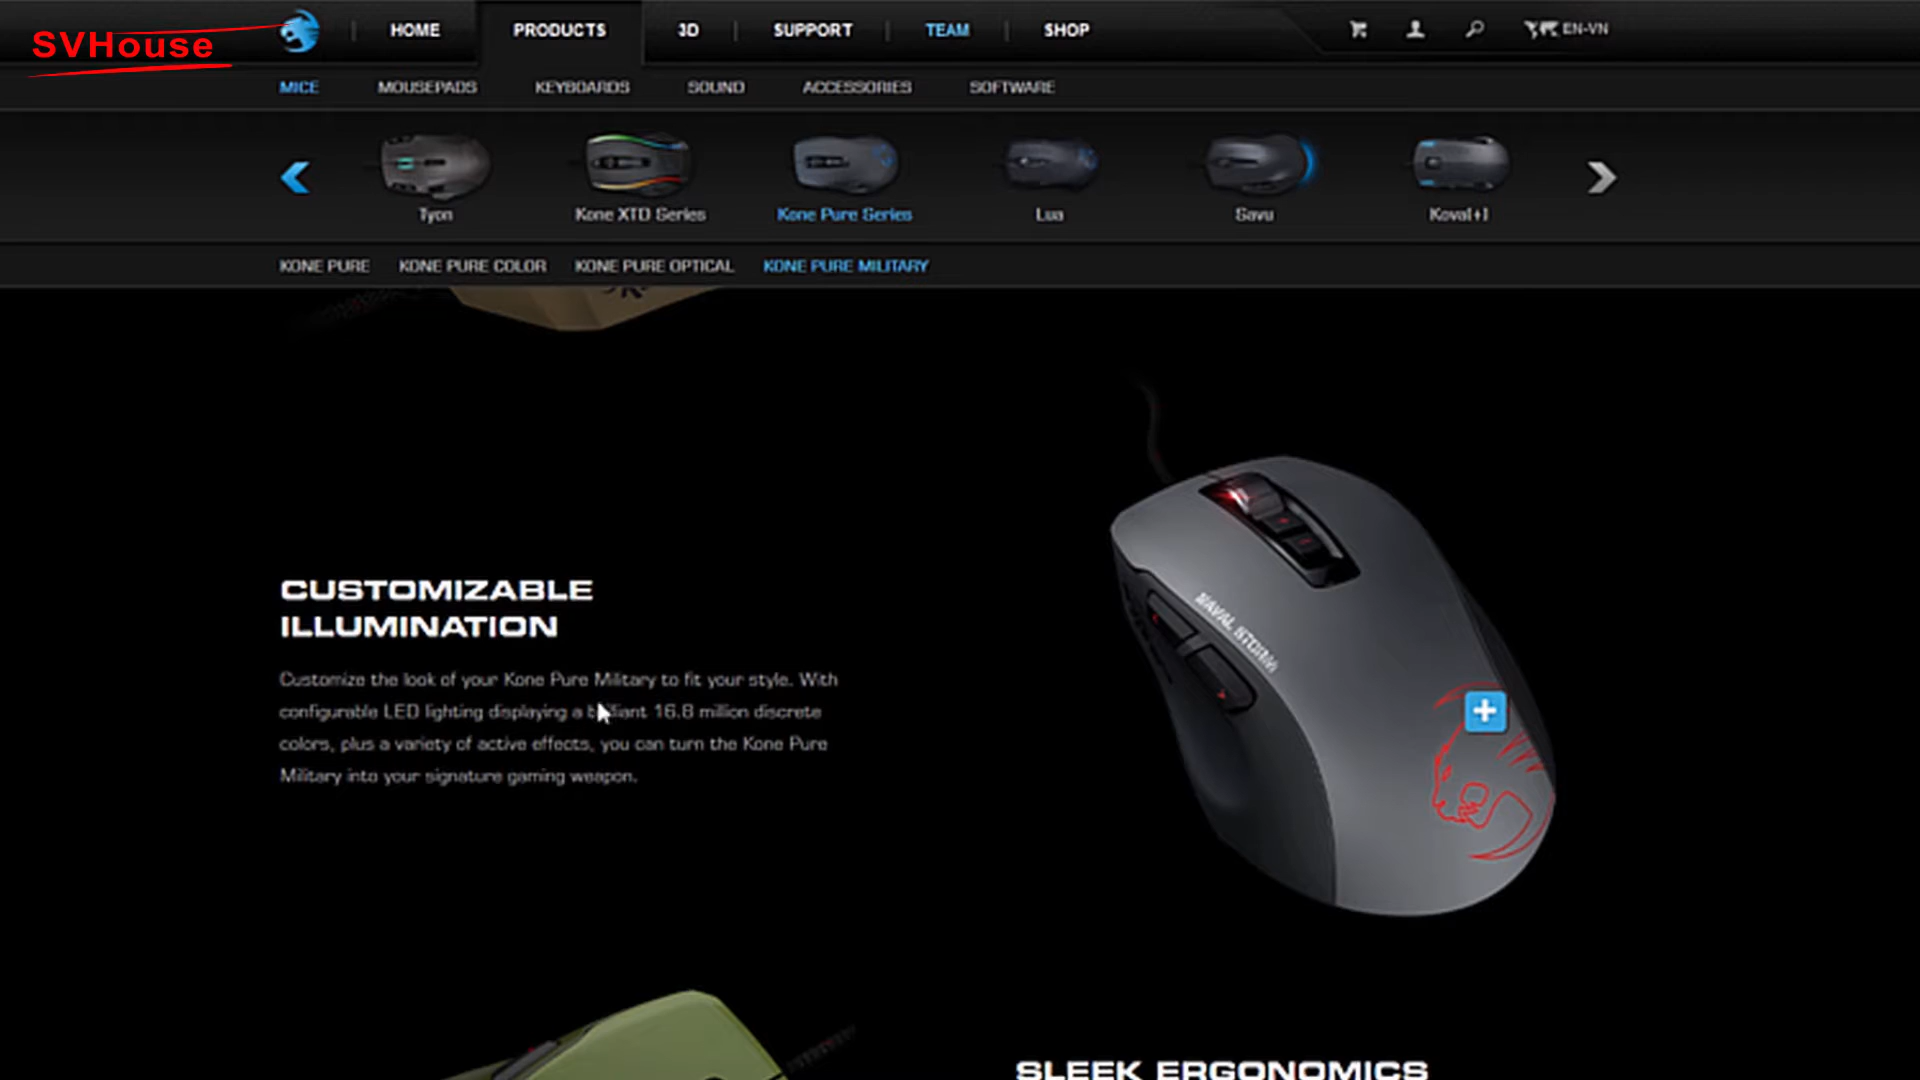 SVHouse
HOME
PRODUCTS
3D
SUPPORT
TEAM
SHOP
EN-VN
MICE
MOUSEPADS
KEYBOARDS
SOUND
ACCESSORIES
SOFTWARE
Tyon
Kone XTD Series
Kone Pure Series
Lua
Savu
Kova[+]
KONE PURE
KONE PURE COLOR
KONE PURE OPTICAL
KONE PURE MILITARY
NAVAL STORM
CUSTOMIZABLE
ILLUMINATION
Customize the look of your Kone Pure Military to fit your style. With
configurable LED lighting displaying a brilliant 16.8 million discrete
colors, plus a variety of active effects, you can turn the Kone Pure
Military into your signature gaming weapon.
SLEEK ERGONOMICS